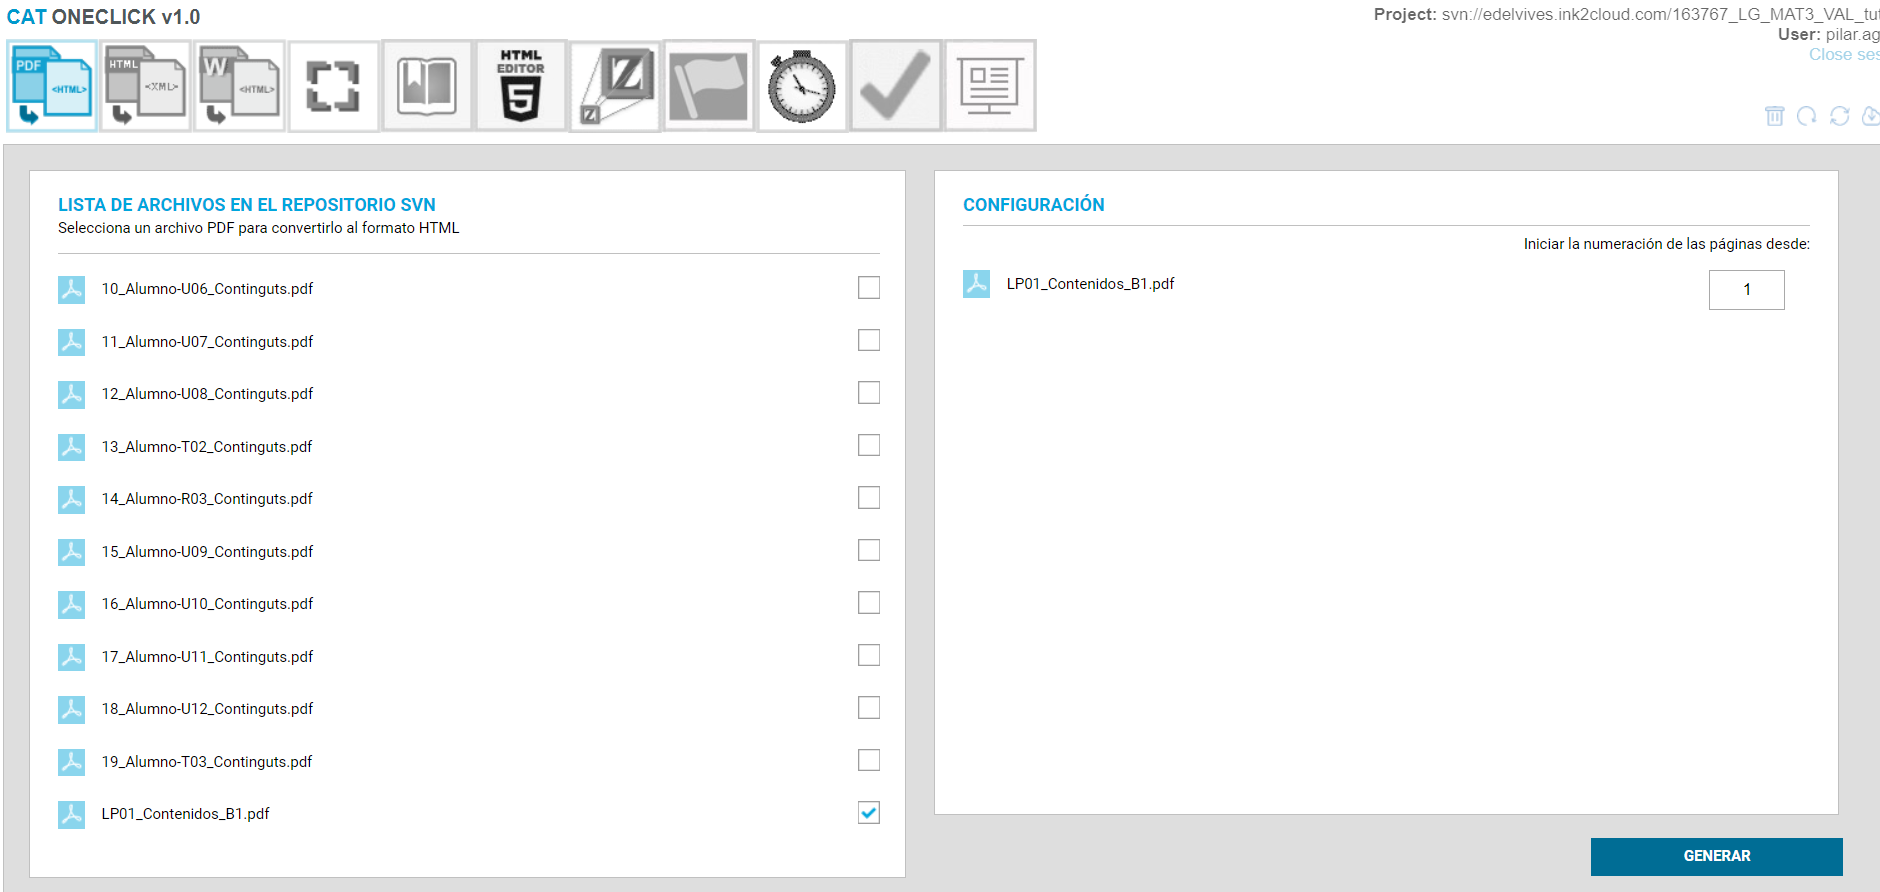 CAT ONECLICK v1.0
Project: svn://edelvives.ink2cloud.com/163767_LG_MAT3_VAL_tut
User: pilar.ag
Close ses
PDF <HTML>
HTML <XML>
W <HTML>
HTML
EDITOR
5
Z
Z
LISTA DE ARCHIVOS EN EL REPOSITORIO SVN
Selecciona un archivo PDF para convertirlo al formato HTML
10_Alumno-U06_Continguts.pdf
11_Alumno-U07_Continguts.pdf
12_Alumno-U08_Continguts.pdf
13_Alumno-T02_Continguts.pdf
14_Alumno-R03_Continguts.pdf
15_Alumno-U09_Continguts.pdf
16_Alumno-U10_Continguts.pdf
17_Alumno-U11_Continguts.pdf
18_Alumno-U12_Continguts.pdf
19_Alumno-T03_Continguts.pdf
LP01_Contenidos_B1.pdf
CONFIGURACIÓN
Iniciar la numeración de las páginas desde:
LP01_Contenidos_B1.pdf
1
GENERAR